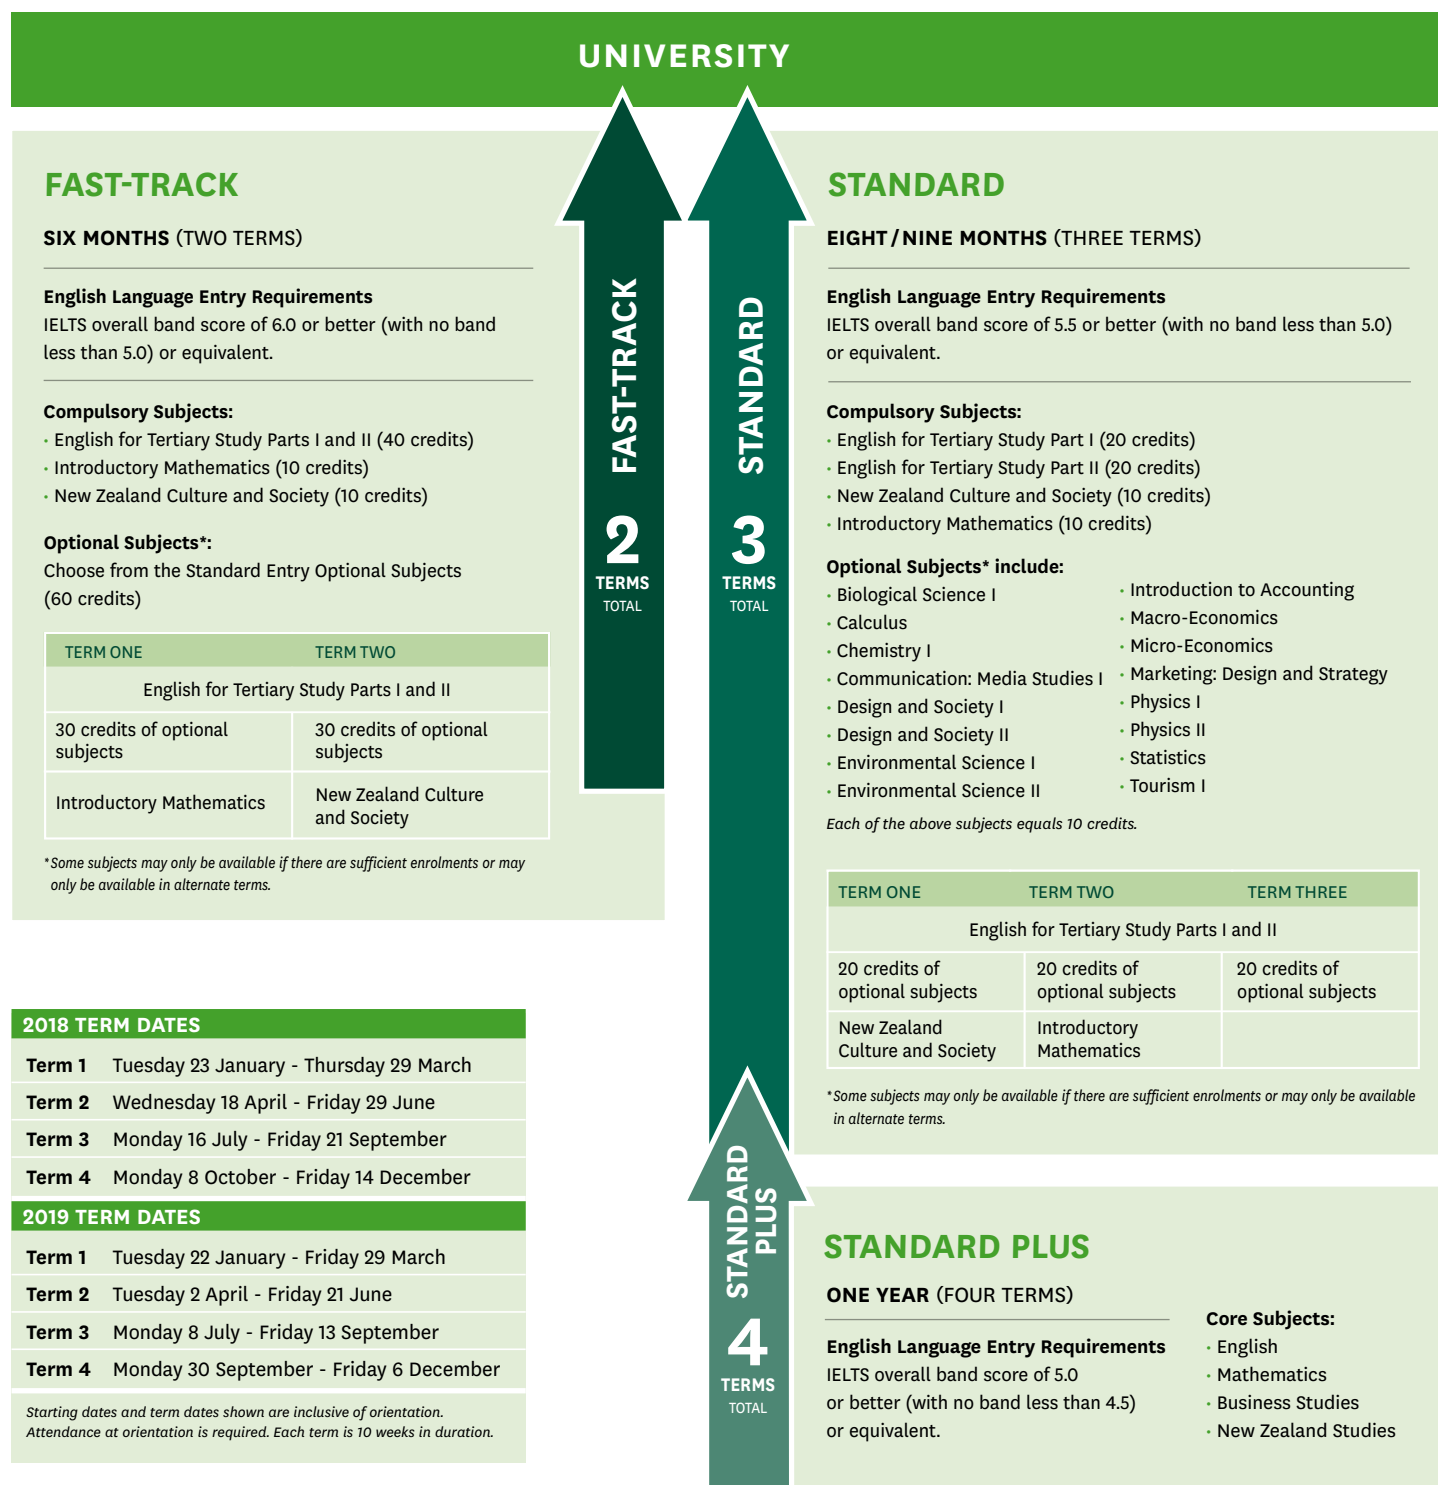 UNIVERSITY
FAST-TRACK
SIX MONTHS (TWO TERMS)
English Language Entry Requirements
IELTS overall band score of 6.0 or better (with no band
less than 5.0) or equivalent.
Compulsory Subjects:
· English for Tertiary Study Parts I and II (40 credits)
· Introductory Mathematics (10 credits)
· New Zealand Culture and Society (10 credits)
Optional Subjects*:
Choose from the Standard Entry Optional Subjects
(60 credits)
TERM ONE TERM TWO
English for Tertiary Study Parts I and II
30 credits of optional
subjects
30 credits of optional
subjects
Introductory Mathematics
New Zealand Culture
and Society
*Some subjects may only be available if there are sufficient enrolments or may
only be available in alternate terms.
FAST-TRACK
2
TERMS
TOTAL
STANDARD
3
TERMS
TOTAL
STANDARD
EIGHT/NINE MONTHS (THREE TERMS)
English Language Entry Requirements
IELTS overall band score of 5.5 or better (with no band less than 5.0)
or equivalent.
Compulsory Subjects:
· English for Tertiary Study Part I (20 credits)
· English for Tertiary Study Part II (20 credits)
· New Zealand Culture and Society (10 credits)
· Introductory Mathematics (10 credits)
Optional Subjects* include:
· Biological Science I
· Calculus
· Chemistry I
· Communication: Media Studies I
· Design and Society I
· Design and Society II
· Environmental Science I
· Environmental Science II
· Introduction to Accounting
· Macro-Economics
· Micro-Economics
· Marketing: Design and Strategy
· Physics I
· Physics II
· Statistics
· Tourism I
Each of the above subjects equals 10 credits.
TERM ONE TERM TWO TERM THREE
English for Tertiary Study Parts I and II
20 credits of
optional subjects
20 credits of
optional subjects
20 credits of
optional subjects
New Zealand
Culture and Society
Introductory
Mathematics
*Some subjects may only be available if there are sufficient enrolments or may only be available
in alternate terms.
2018 TERM DATES
Term 1 Tuesday 23 January - Thursday 29 March
Term 2 Wednesday 18 April - Friday 29 June
Term 3 Monday 16 July - Friday 21 September
Term 4 Monday 8 October - Friday 14 December
2019 TERM DATES
Term 1 Tuesday 22 January - Friday 29 March
Term 2 Tuesday 2 April - Friday 21 June
Term 3 Monday 8 July - Friday 13 September
Term 4 Monday 30 September - Friday 6 December
Starting dates and term dates shown are inclusive of orientation.
Attendance at orientation is required. Each term is 10 weeks in duration.
STANDARD
PLUS
4
TERMS
TOTAL
STANDARD PLUS
ONE YEAR (FOUR TERMS)
English Language Entry Requirements
IELTS overall band score of 5.0
or better (with no band less than 4.5)
or equivalent.
Core Subjects:
· English
· Mathematics
· Business Studies
· New Zealand Studies